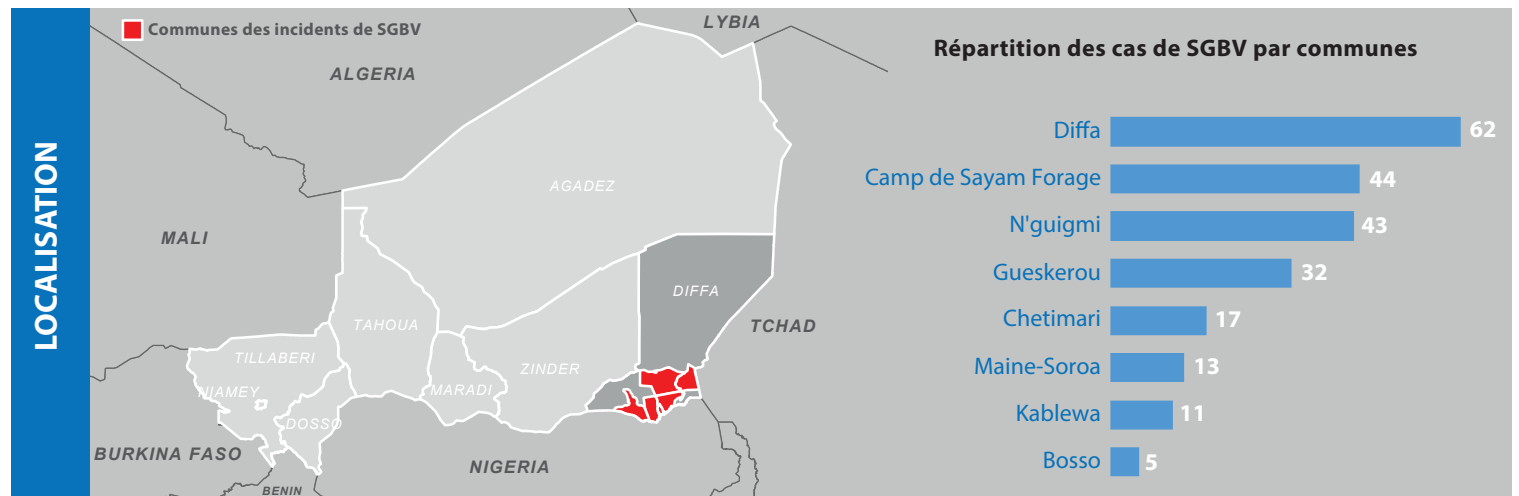 LOCALISATION
Communes des incidents de SGBV
LYBIA
ALGERIA
AGADEZ
MALI
DIFFA
TAHOUA
TCHAD
TILLABERI
ZINDER
NIAMEY
MARADI
DOSSO
BURKINA FASO
NIGERIA
BENIN
Répartition des cas de SGBV par communes
Diffa 62
Camp de Sayam Forage 44
N'guigmi 43
Gueskerou 32
Chetimari 17
Maine-Soroa 13
Kablewa 11
Bosso 5